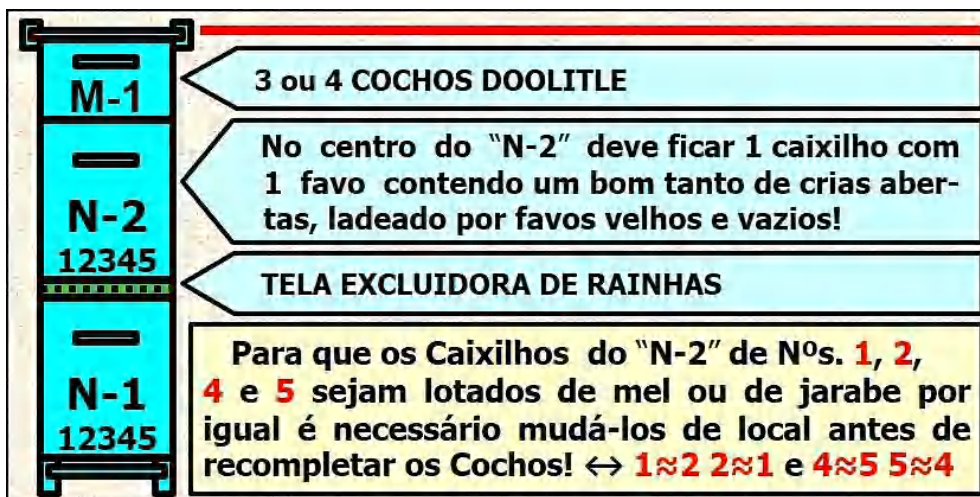 M-1
3 ou 4 COCHOS DOOLITLE
N-2
12345
No centro do “N-2” deve ficar 1 caixilho com
1 favo contendo um bom tanto de crias aber-
tas, ladeado por favos velhos e vazios!
TELA EXCLUIDORA DE RAINHAS
N-1
12345
Para que os Caixilhos do “N-2” de Nºs. 1, 2,
4 e 5 sejam lotados de mel ou de jarabe por
igual é necessário mudá-los de local antes de
recompletar os Cochos! ↔ 1≈2 2≈1 e 4≈5 5≈4